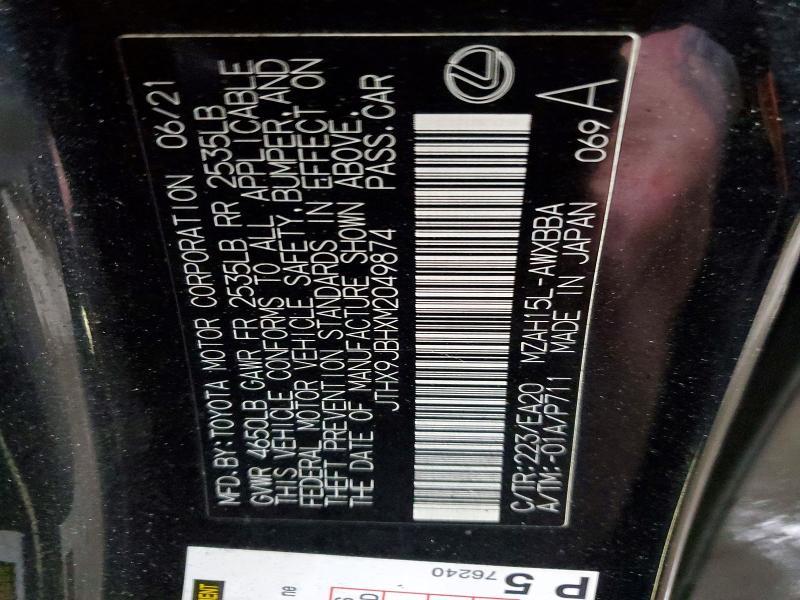 MFD.BY:TOYOTA MOTOR CORPORATION 06/21
GVWR 4650LB GAWR FR 2535LB RR 2535LB
THIS VEHICLE CONFORMS TO ALL APPLICABLE
FEDERAL MOTOR VEHICLE SAFETY,BUMPER,AND
THEFT PREVENTION STANDARDS IN EFFECT ON
THE DATE OF MANUFACTURE SHOWN ABOVE.
JTHX9JBHXM2049874 PASS.CAR
C/TR:223/EA20 MZAH15L-AWXBBA 069
A/TM:-01A/P711 MADE IN JAPAN A
76240
P 5
ne